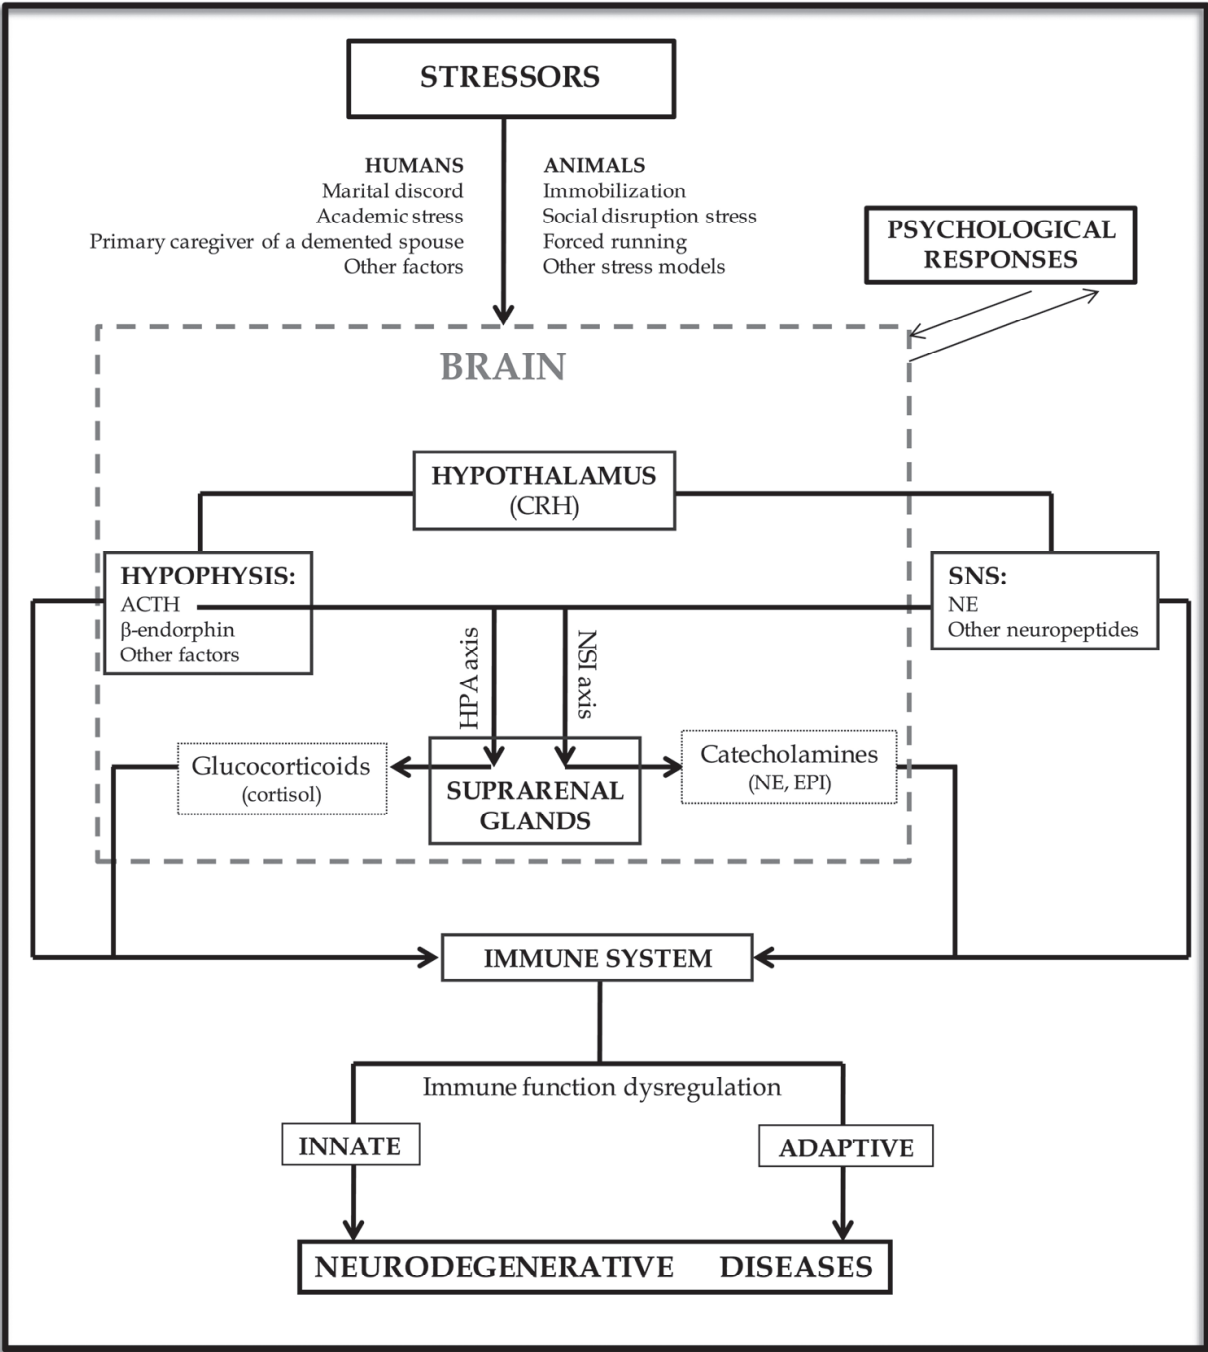 STRESSORS
HUMANS
Marital discord
Academic stress
Primary caregiver of a demented spouse
Other factors
ANIMALS
Immobilization
Social disruption stress
Forced running
Other stress models
PSYCHOLOGICAL
RESPONSES
BRAIN
HYPOTHALAMUS
(CRH)
HYPOPHYSIS:
ACTH
β-endorphin
Other factors
SNS:
NE
Other neuropeptides
HPA axis
NSI axis
Glucocorticoids
(cortisol)
SUPRARENAL
GLANDS
Catecholamines
(NE, EPI)
IMMUNE SYSTEM
Immune function dysregulation
INNATE
ADAPTIVE
NEURODEGENERATIVE DISEASES